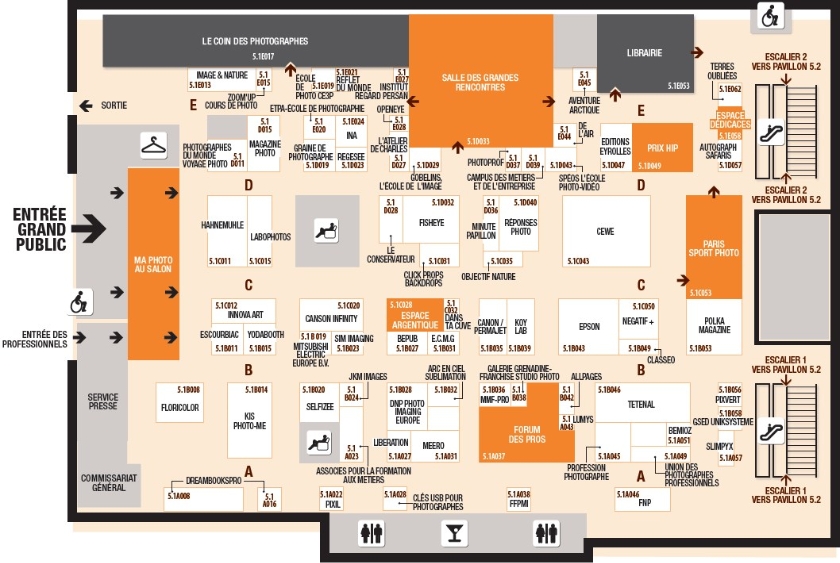 LE COIN DES PHOTOGRAPHES
5.1E017
SALLE DES GRANDES
RENCONTRES
5.1D033
LIBRAIRIE
5.1E053
ESCALIER 2
VERS PAVILLON 5.2
SORTIE
E
IMAGE & NATURE
5.1E013
5.1
E015
ZOOM'UP
COURS DE PHOTO
ÉCOLE
DE
PHOTO CE3P
5.1E019
5.1E021
REFLET
DU MONDE
REGARD PERSAN
INSTITUT
5.1
E027
5.1
E045
AVENTURE
ARCTIQUE
TERRES
OUBLIÉES
5.1E062
ESPACE
DÉDICACES
5.1E058
E
ETPA-ÉCOLE DE PHOTOGRAPHIE
OPENEYE
5.1
E028
5.1
D015
MAGAZINE
PHOTO
5.1
E020
5.1E024
INA
GRAINE DE
PHOTOGRAPHE
5.1D019
REGESEE
5.1D023
L'ATELIER
DE CHARLES
5.1
D027
5.1D029
GOBELINS,
L'ÉCOLE DE L'IMAGE
PHOTOGRAPHES
DU MONDE
VOYAGE PHOTO
5.1
D011
PHOTOPROF
5.1
D037
5.1
D039
CAMPUS DES METIERS
ET DE L'ENTREPRISE
5.1
E044
DE
L'AIR
5.1D043
SPÉOS L'ÉCOLE
PHOTO-VIDÉO
EDITIONS
EYROLLES
5.1D047
PRIX HIP
5.1D049
AUTOGRAPH
SAFARIS
5.1D057
ESCALIER 2
VERS PAVILLON 5.2
D
D
ENTRÉE
GRAND
PUBLIC
MA PHOTO
AU SALON
HAHNEMUHLE
5.1C011
LABOPHOTOS
5.1C015
5.1
D028
LE
CONSERVATEUR
5.1D032
FISHEYE
5.1C031
CLICK PROPS
BACKDROPS
5.1
D036
MINUTE
PAPILLON
5.1D040
RÉPONSES
PHOTO
5.1C035
OBJECTIF NATURE
CEWE
5.1C043
PARIS
SPORT PHOTO
5.1C053
C
C
ENTRÉE DES
PROFESSIONNELS
5.1C012
INNOVA ART
ESCOURBIAC
5.1B011
YODABOOTH
5.1B015
5.1C020
CANSON INFINITY
5.1B019
MITSUBISHI
ELECTRIC
EUROPE B.V.
SIM IMAGING
5.1B023
5.1C028
ESPACE
ARGENTIQUE
5.1
C032
DANS
TA CUVE
BEPUB
5.1B027
E.C.M.G
5.1B031
CANON /
PERMAJET
5.1B035
KOY
LAB
5.1B039
EPSON
5.1B043
5.1C050
NEGATIF +
5.1B049
CLASSEO
POLKA
MAGAZINE
5.1B053
B
B
ESCALIER 1
VERS PAVILLON 5.2
SERVICE
PRESSE
5.1B008
FLORICOLOR
5.1B014
KIS
PHOTO-ME
5.1B020
SELFIZEE
JKM IMAGES
5.1
B024
5.1
A023
ASSOCIES POUR LA FORMATION
AUX METIERS
5.1B028
DNP PHOTO
IMAGING
EUROPE
ARC EN CIEL
SUBLIMATION
5.1B032
LIBERATION
5.1A027
MEERO
5.1A031
GALERIE GRENADINE-
FRANCHISE STUDIO PHOTO
5.1B036
MMF-PRO
5.1
B038
FORUM
DES PROS
5.1A037
ALLPAGES
5.1
B042
LUMYS
5.1
A043
5.1B046
TETENAL
5.1A045
PROFESSION
PHOTOGRAPHE
BEMIOZ
5.1A051
5.1A049
UNION DES
PHOTOGRAPHES
PROFESSIONNELS
5.1B056
PIXVERT
5.1B058
GSED UNIKSYSTEME
SLIMPYX
5.1A057
COMMISSARIAT
GÉNÉRAL
A
A
DREAMBOOKSPRO
5.1A008
5.1
A016
5.1A022
PIXIL
5.1A028
CLÉS USB POUR
PHOTOGRAPHES
5.1A038
FFPMI
5.1A046
FNP
ESCALIER 1
VERS PAVILLON 5.2